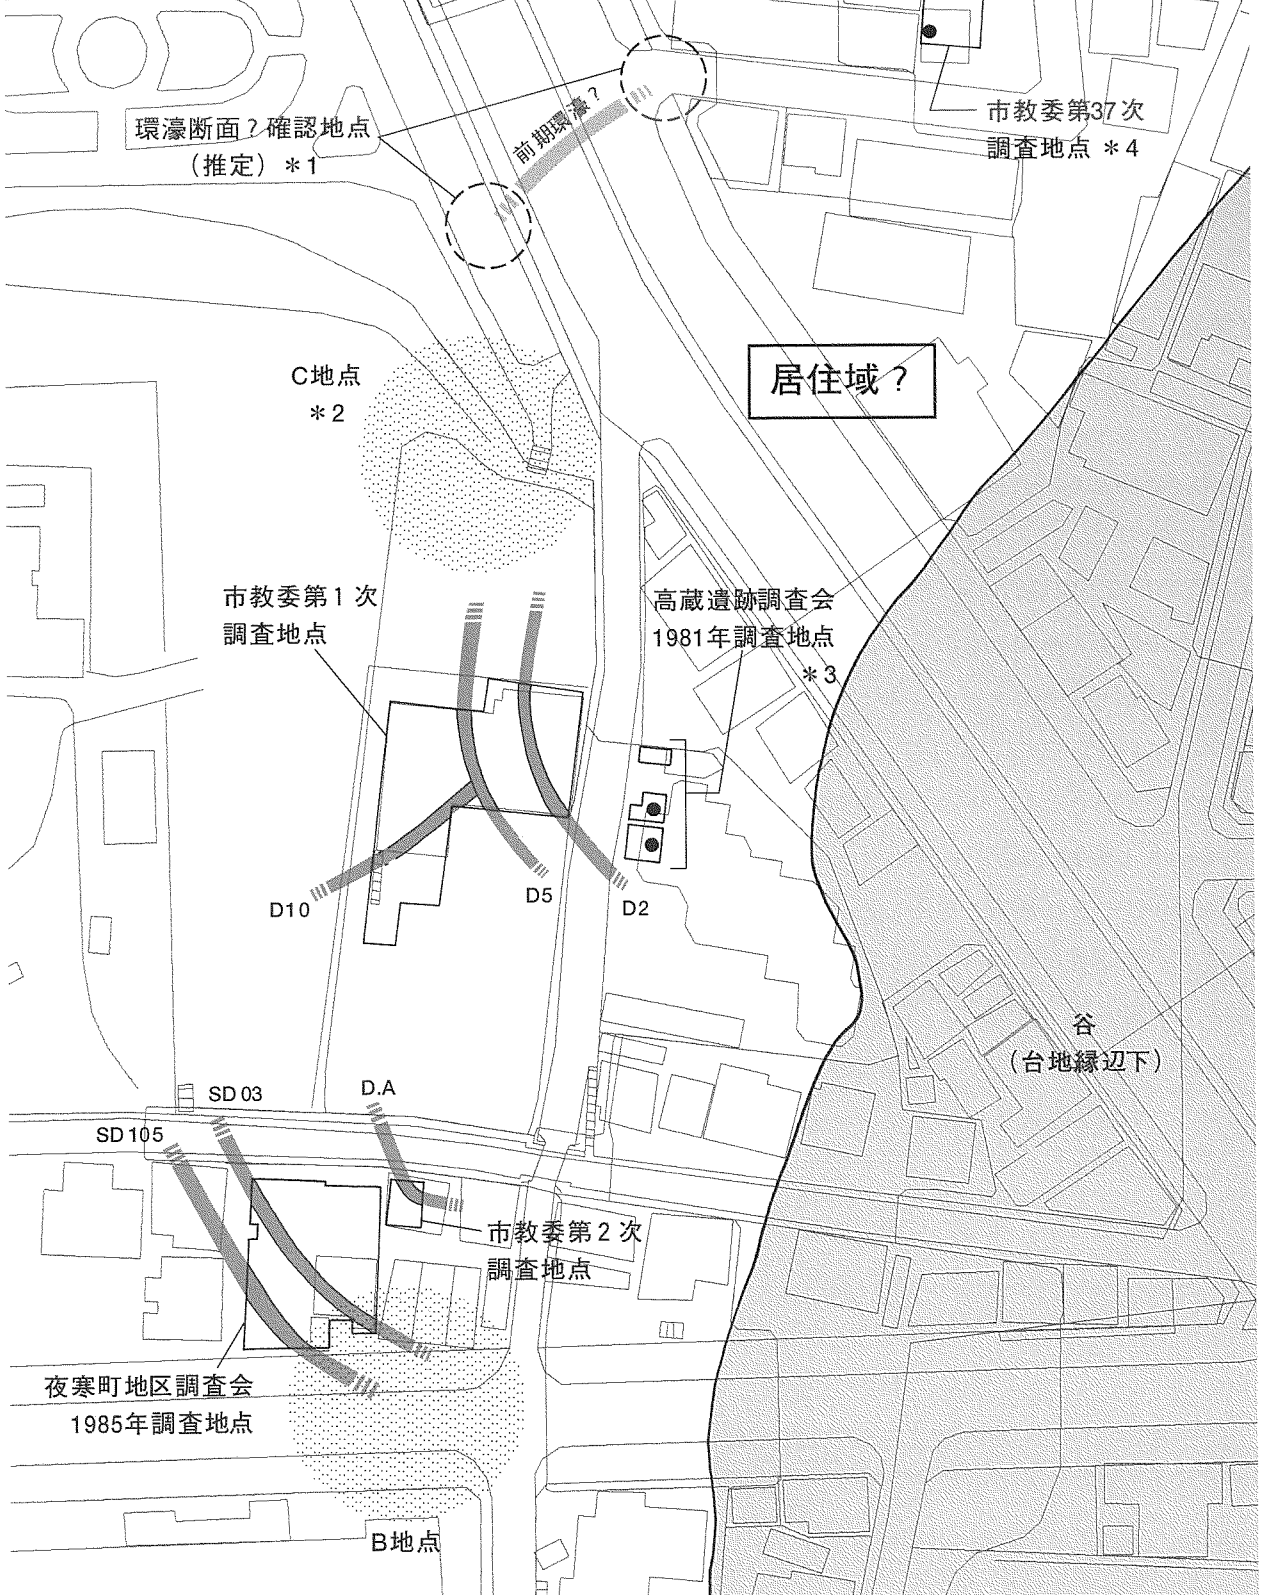 環濠断面？確認地点
（推定）＊1
前期環濠？
市教委第37次
調査地点 ＊4
C地点
＊2
居住域？
市教委第1次
調査地点
高蔵遺跡調査会
1981年調査地点
＊3
D10
D5
D2
谷
（台地縁辺下）
SD 03
D.A
SD 105
市教委第2次
調査地点
夜寒町地区調査会
1985年調査地点
B地点